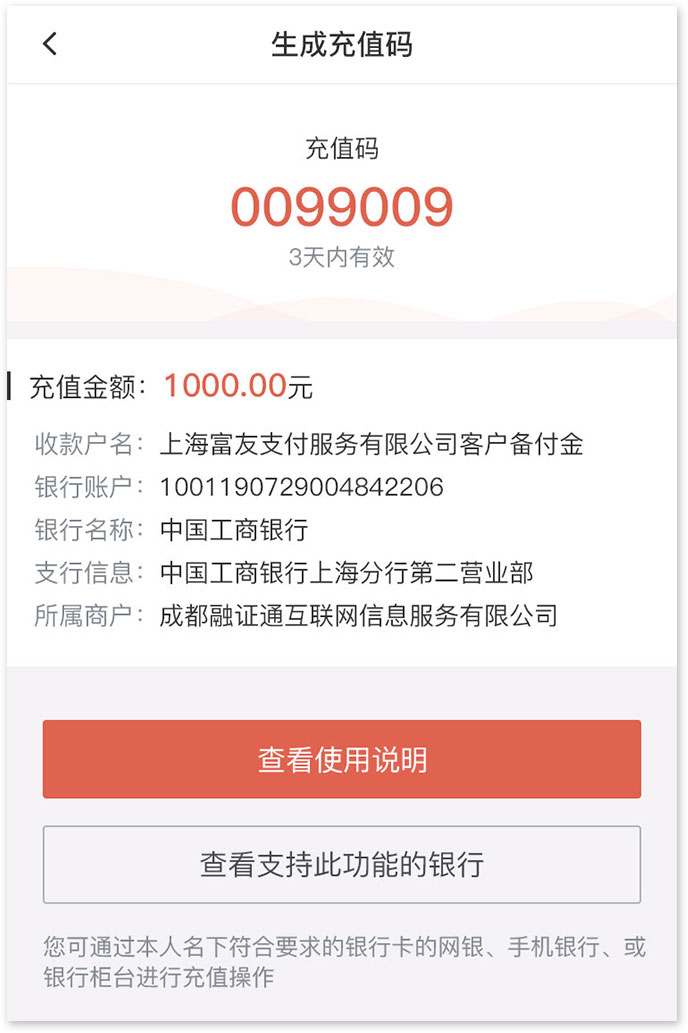 生成充值码
充值码
0099009
3天内有效
充值金额：1000.00元
收款户名：上海富友支付服务有限公司客户备付金
银行账户：1001190729004842206
银行名称：中国工商银行
支行信息：中国工商银行上海分行第二营业部
所属商户：成都融证通互联网信息服务有限公司
查看使用说明
查看支持此功能的银行
您可通过本人名下符合要求的银行卡的网银、手机银行、或
银行柜台进行充值操作